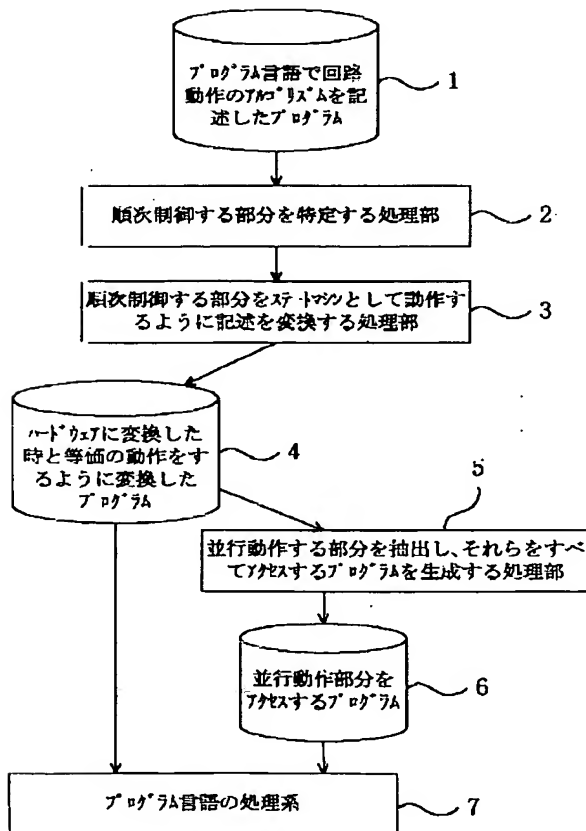 ﾌﾟﾛｸﾞﾗﾑ言語で回路
動作のｱﾙｺﾞﾘｽﾞﾑを記
述したﾌﾟﾛｸﾞﾗﾑ
1
順次制御する部分を特定する処理部
2
順次制御する部分をｽﾃｰﾄﾏｼﾝとして動作す
るように記述を変換する処理部
3
ﾊｰﾄﾞｳｪｱに変換した
時と等価の動作をす
るように変換した
ﾌﾟﾛｸﾞﾗﾑ
4
5
並行動作する部分を抽出し、それらをすべ
てｱｸｾｽするﾌﾟﾛｸﾞﾗﾑを生成する処理部
並行動作部分を
ｱｸｾｽするﾌﾟﾛｸﾞﾗﾑ
6
ﾌﾟﾛｸﾞﾗﾑ言語の処理系
7